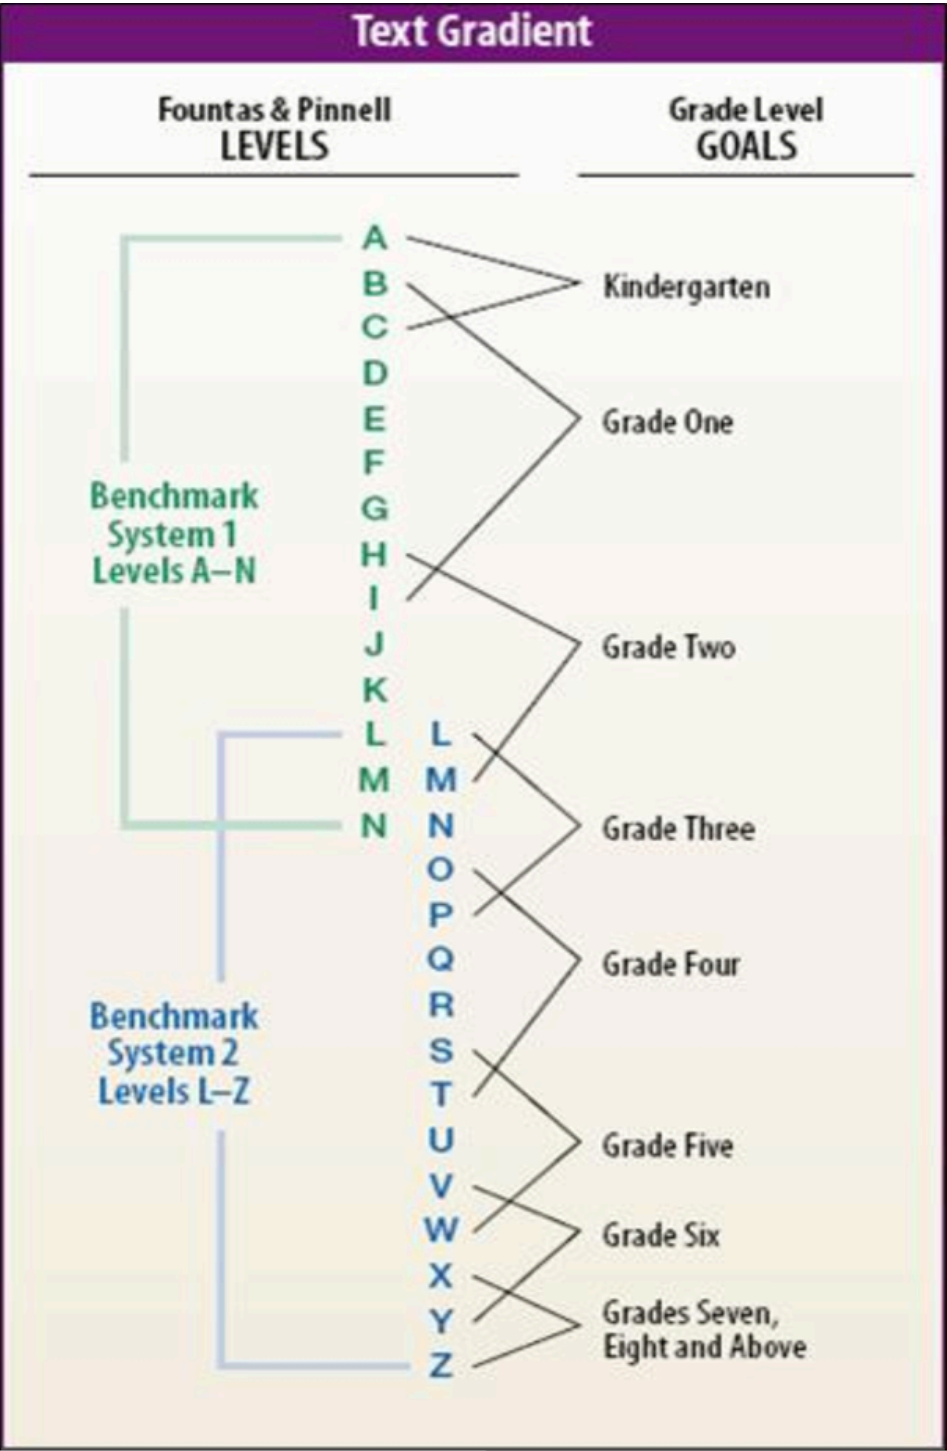 Text Gradient
Fountas & Pinnell
LEVELS
Grade Level
GOALS
A
B
Kindergarten
C
D
E
Grade One
F
Benchmark
System 1
Levels A–N
G
H
I
J
Grade Two
K
L L
M M
N N
Grade Three
O
P
Q
Grade Four
R
Benchmark
System 2
Levels L–Z
S
T
U
Grade Five
V
W
Grade Six
X
Y
Grades Seven,
Eight and Above
Z